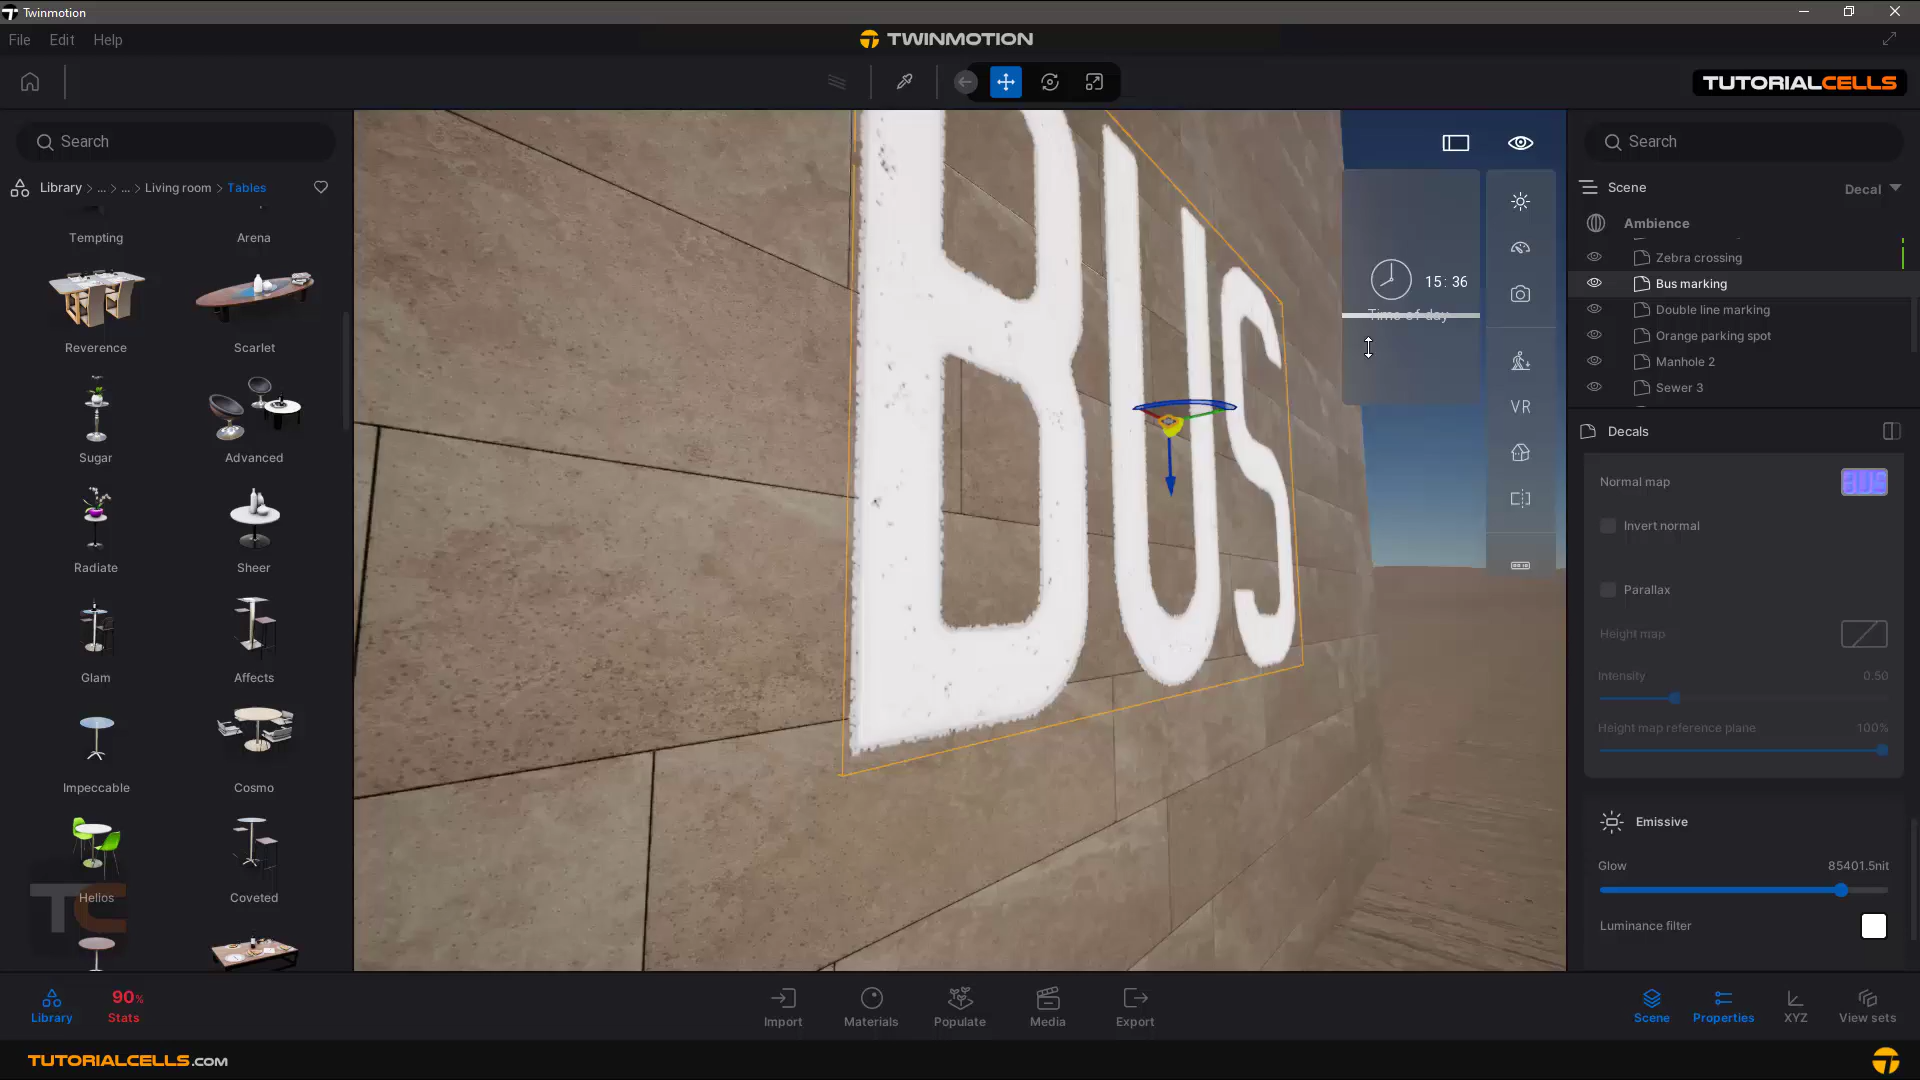 Twinmotion
File Edit Help
TWINMOTION
TUTORIALCELLS
Search
Library > ... > ... > Living room > Tables
Tempting Arena
Reverence Scarlet
Sugar Advanced
Radiate Sheer
Glam Affects
Impeccable Cosmo
Helios Coveted
TC
BUS
15:36
Time of day
VR
Search
Scene Decal
Ambience
Zebra crossing
Bus marking
Double line marking
Orange parking spot
Manhole 2
Sewer 3
Decals
Normal map
BUS
Invert normal
Parallax
Height map
Intensity 0.50
Height map reference plane 100%
Emissive
Glow 85401.5nit
Luminance filter
Library
90% Stats
Import Materials Populate Media Export
Scene Properties XYZ View sets
TUTORIALCELLS.COM